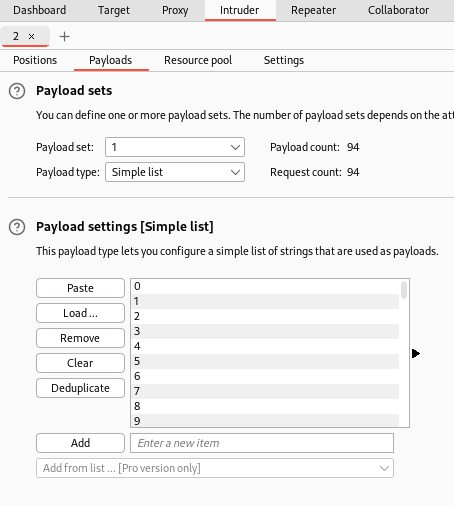 Dashboard Target Proxy Intruder Repeater Collaborator
2 × +
Positions Payloads Resource pool Settings
? Payload sets
You can define one or more payload sets. The number of payload sets depends on the att
Payload set: 1 Payload count: 94
Payload type: Simple list Request count: 94
? Payload settings [Simple list]
This payload type lets you configure a simple list of strings that are used as payloads.
Paste 0
1
Load ... 2
3
Remove 4
Clear 5
6
Deduplicate 7
8
9
Add Enter a new item
Add from list ... [Pro version only]